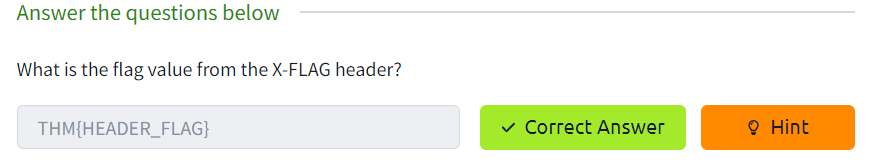 Answer the questions below
What is the flag value from the X-FLAG header?
THM{HEADER_FLAG}
Correct Answer
Hint